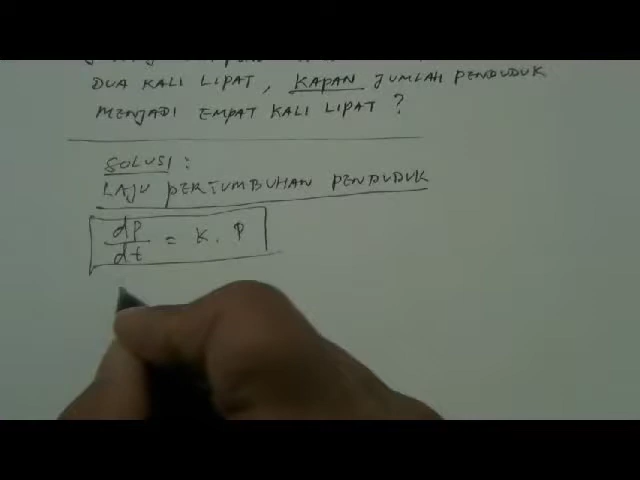 DUA KALI LIPAT, KAPAN JUMLAH PENDUDUK
MENJADI EMPAT KALI LIPAT ?
SOLUSI :
LAJU PERTUMBUHAN PENDUDUK
dP/dt = K . P